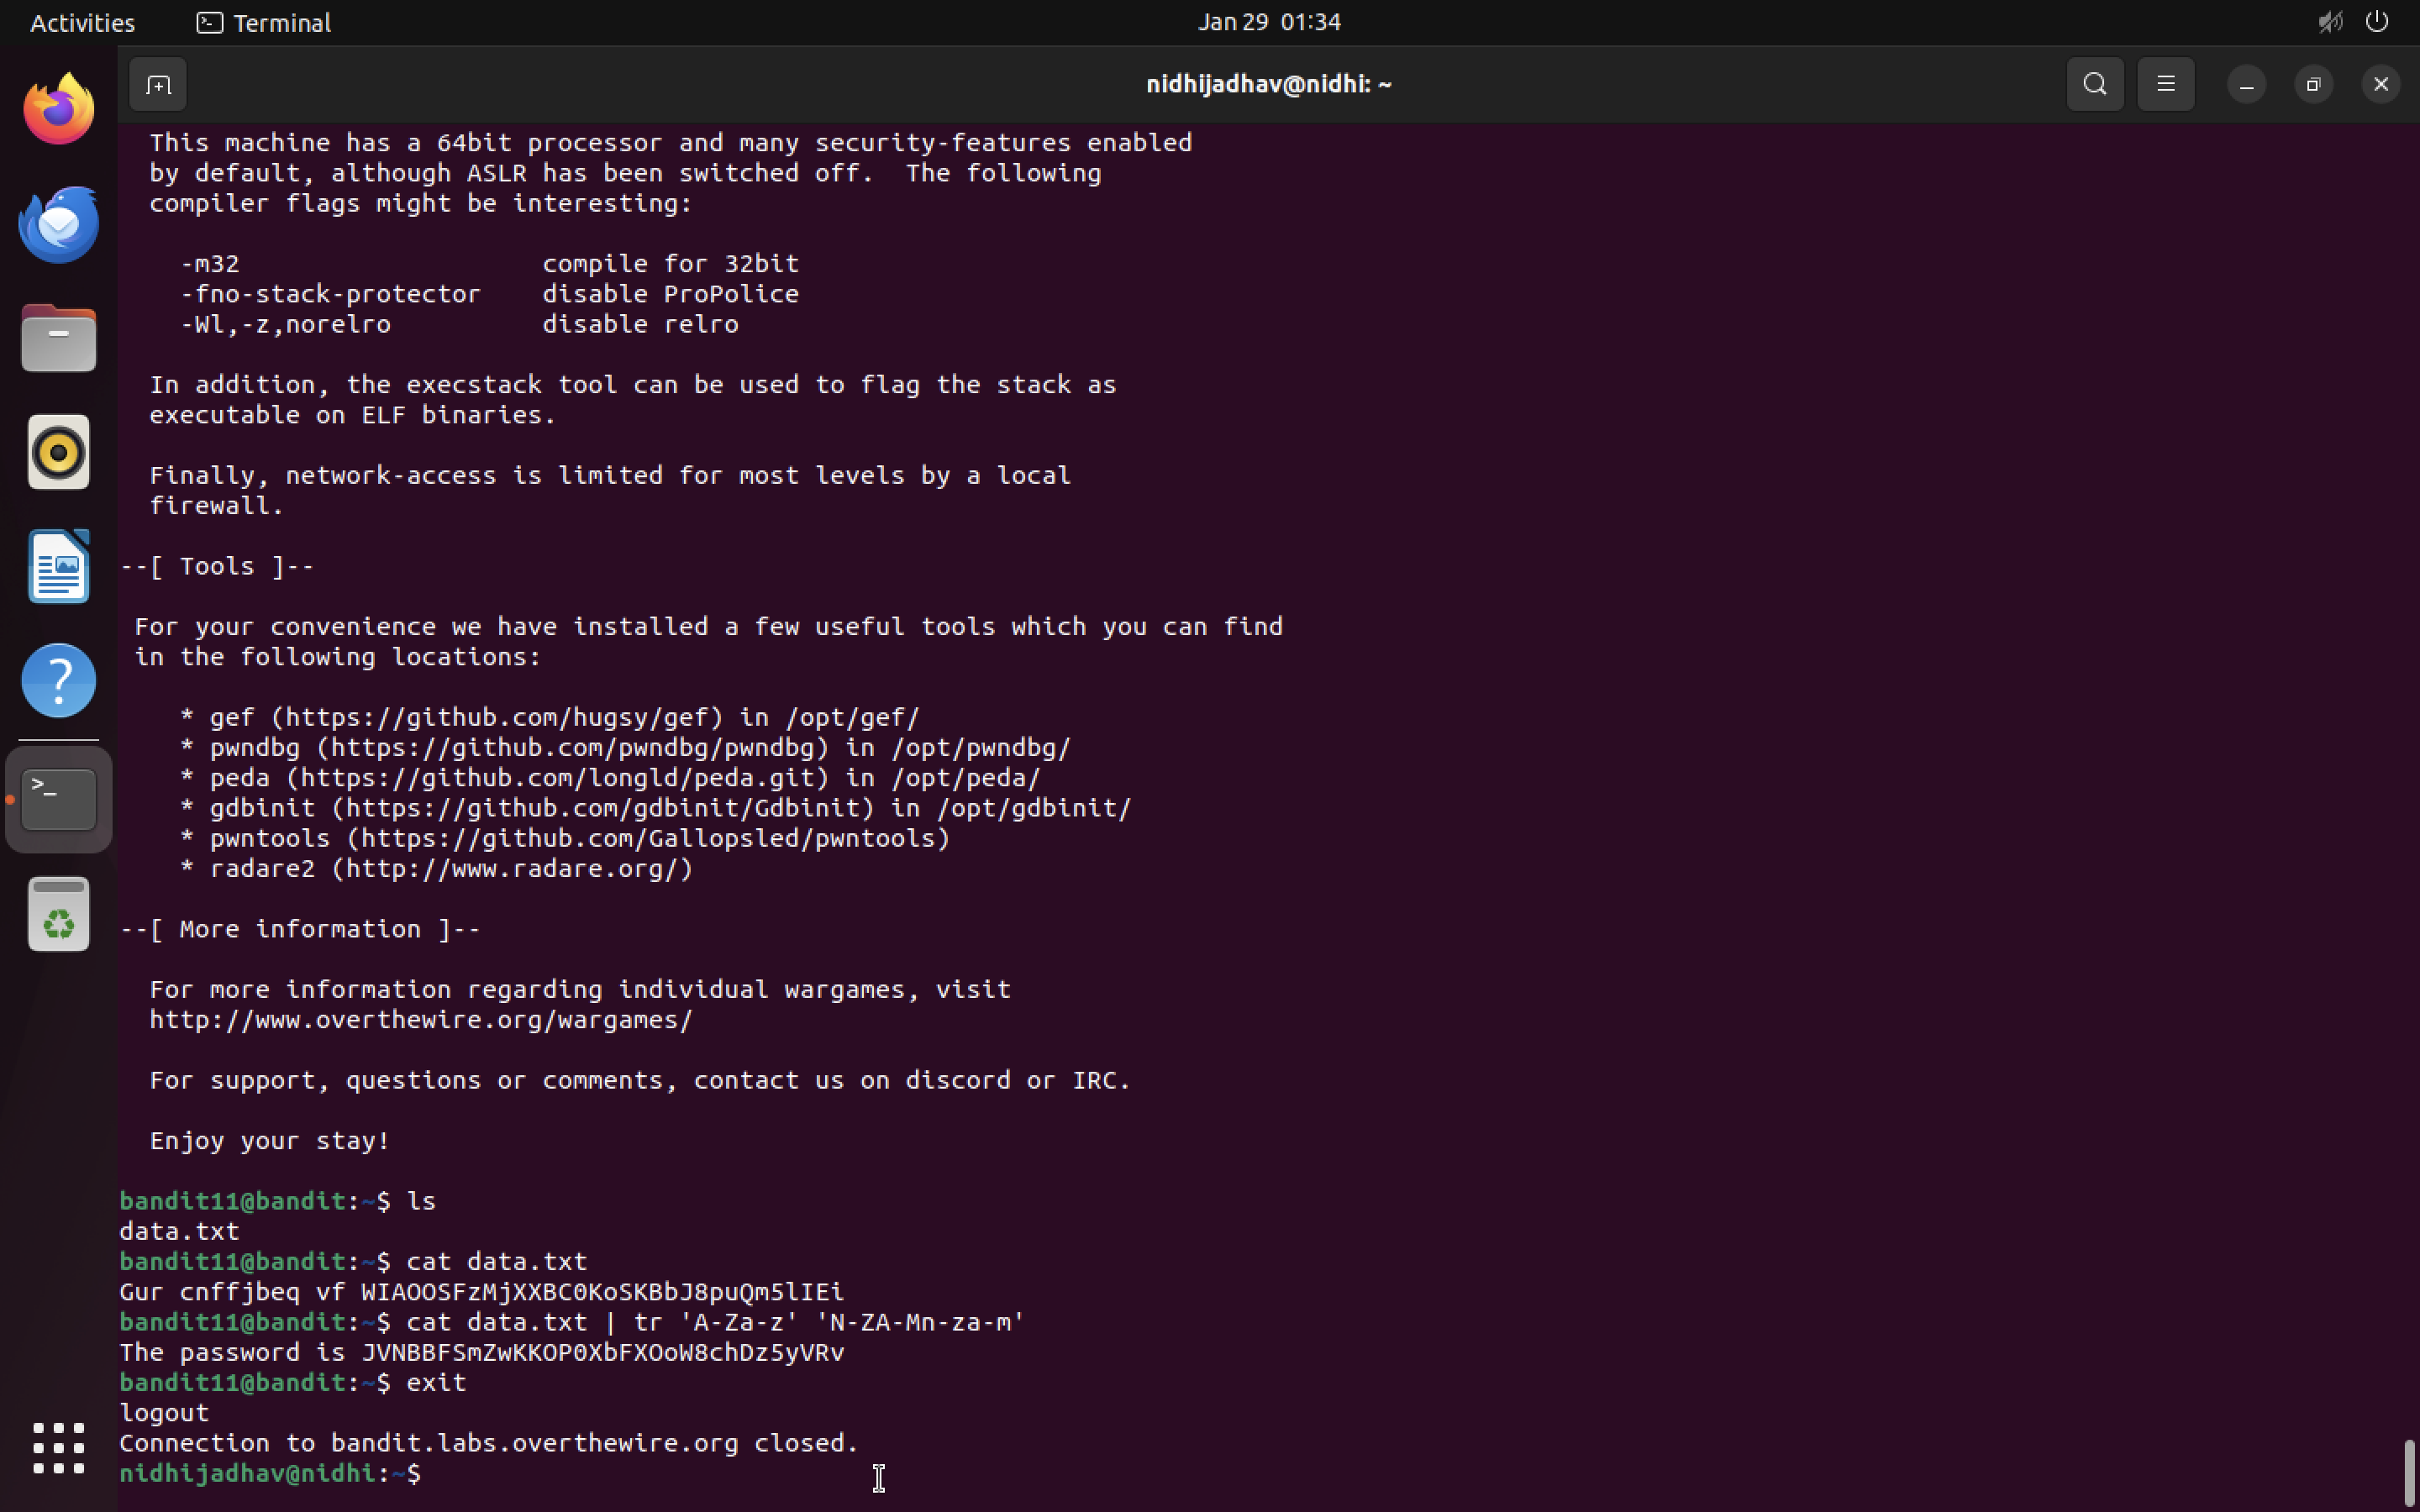 Activities Terminal Jan 29 01:34
nidhijadhav@nidhi: ~
This machine has a 64bit processor and many security-features enabled
by default, although ASLR has been switched off.  The following
compiler flags might be interesting:
-m32                    compile for 32bit
-fno-stack-protector    disable ProPolice
-Wl,-z,norelro          disable relro
In addition, the execstack tool can be used to flag the stack as
executable on ELF binaries.
Finally, network-access is limited for most levels by a local
firewall.
--[ Tools ]--
For your convenience we have installed a few useful tools which you can find
in the following locations:
* gef (https://github.com/hugsy/gef) in /opt/gef/
* pwndbg (https://github.com/pwndbg/pwndbg) in /opt/pwndbg/
* peda (https://github.com/longld/peda.git) in /opt/peda/
* gdbinit (https://github.com/gdbinit/Gdbinit) in /opt/gdbinit/
* pwntools (https://github.com/Gallopsled/pwntools)
* radare2 (http://www.radare.org/)
--[ More information ]--
For more information regarding individual wargames, visit
http://www.overthewire.org/wargames/
For support, questions or comments, contact us on discord or IRC.
Enjoy your stay!
bandit11@bandit:~$ ls
data.txt
bandit11@bandit:~$ cat data.txt
Gur cnffjbeq vf WIAOOSFzMjXXBC0KoSKBbJ8puQm5lIEi
bandit11@bandit:~$ cat data.txt | tr 'A-Za-z' 'N-ZA-Mn-za-m'
The password is JVNBBFSmZwKKOP0XbFXOoW8chDz5yVRv
bandit11@bandit:~$ exit
logout
Connection to bandit.labs.overthewire.org closed.
nidhijadhav@nidhi:~$